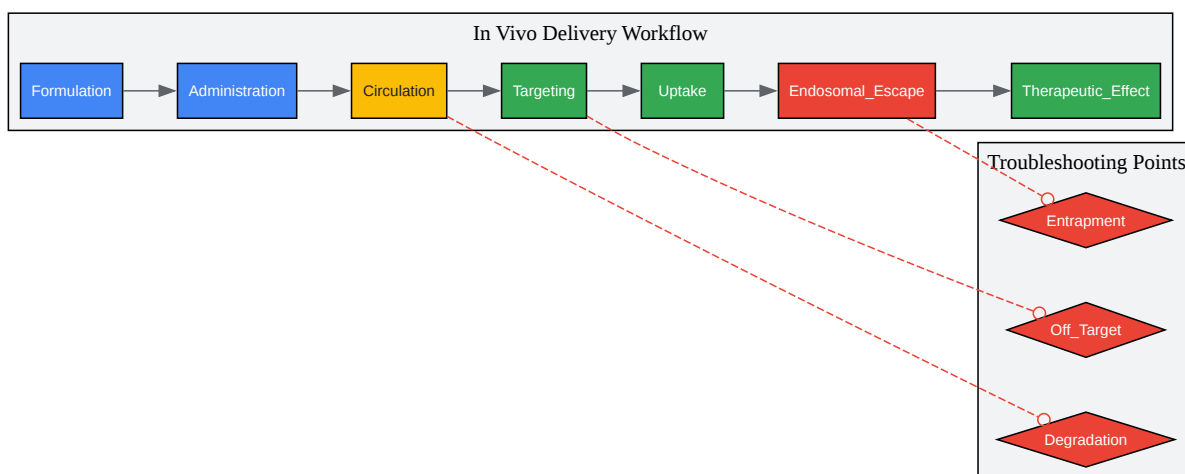 In Vivo Delivery Workflow
Formulation
Administration
Circulation
Targeting
Uptake
Endosomal_Escape
Therapeutic_Effect
Troubleshooting Points
Entrapment
Off_Target
Degradation